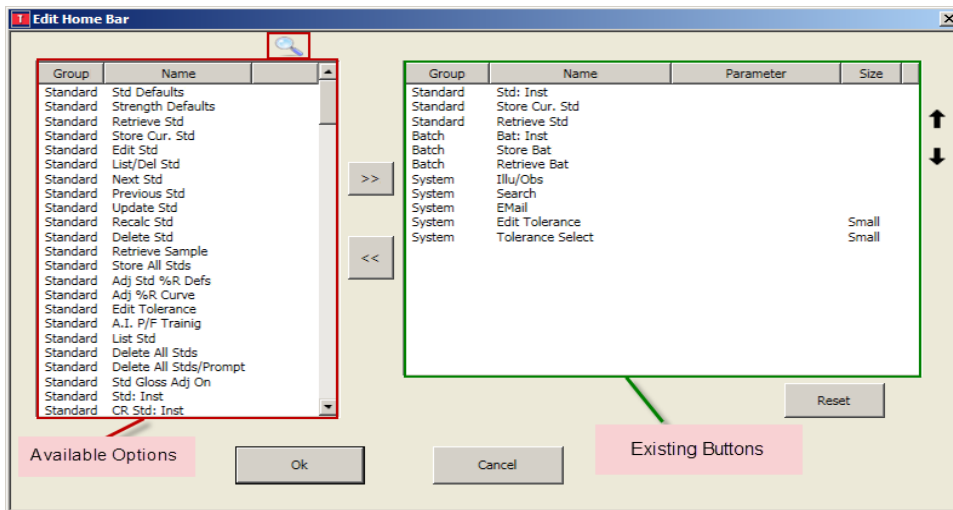 T Edit Home Bar
Group Name
Standard Std Defaults
Standard Strength Defaults
Standard Retrieve Std
Standard Store Cur. Std
Standard Edit Std
Standard List/Del Std
Standard Next Std
Standard Previous Std
Standard Update Std
Standard Recalc Std
Standard Delete Std
Standard Retrieve Sample
Standard Store All Stds
Standard Adj Std %R Defs
Standard Adj %R Curve
Standard Edit Tolerance
Standard A.I. P/F Trainig
Standard List Std
Standard Delete All Stds
Standard Delete All Stds/Prompt
Standard Std Gloss Adj On
Standard Std: Inst
Standard CR Std: Inst
>>
<<
Group Name Parameter Size
Standard Std: Inst
Standard Store Cur. Std
Standard Retrieve Std
Batch Bat: Inst
Batch Store Bat
Batch Retrieve Bat
System Illu/Obs
System Search
System EMail
System Edit Tolerance Small
System Tolerance Select Small
Reset
Available Options
Existing Buttons
Ok
Cancel